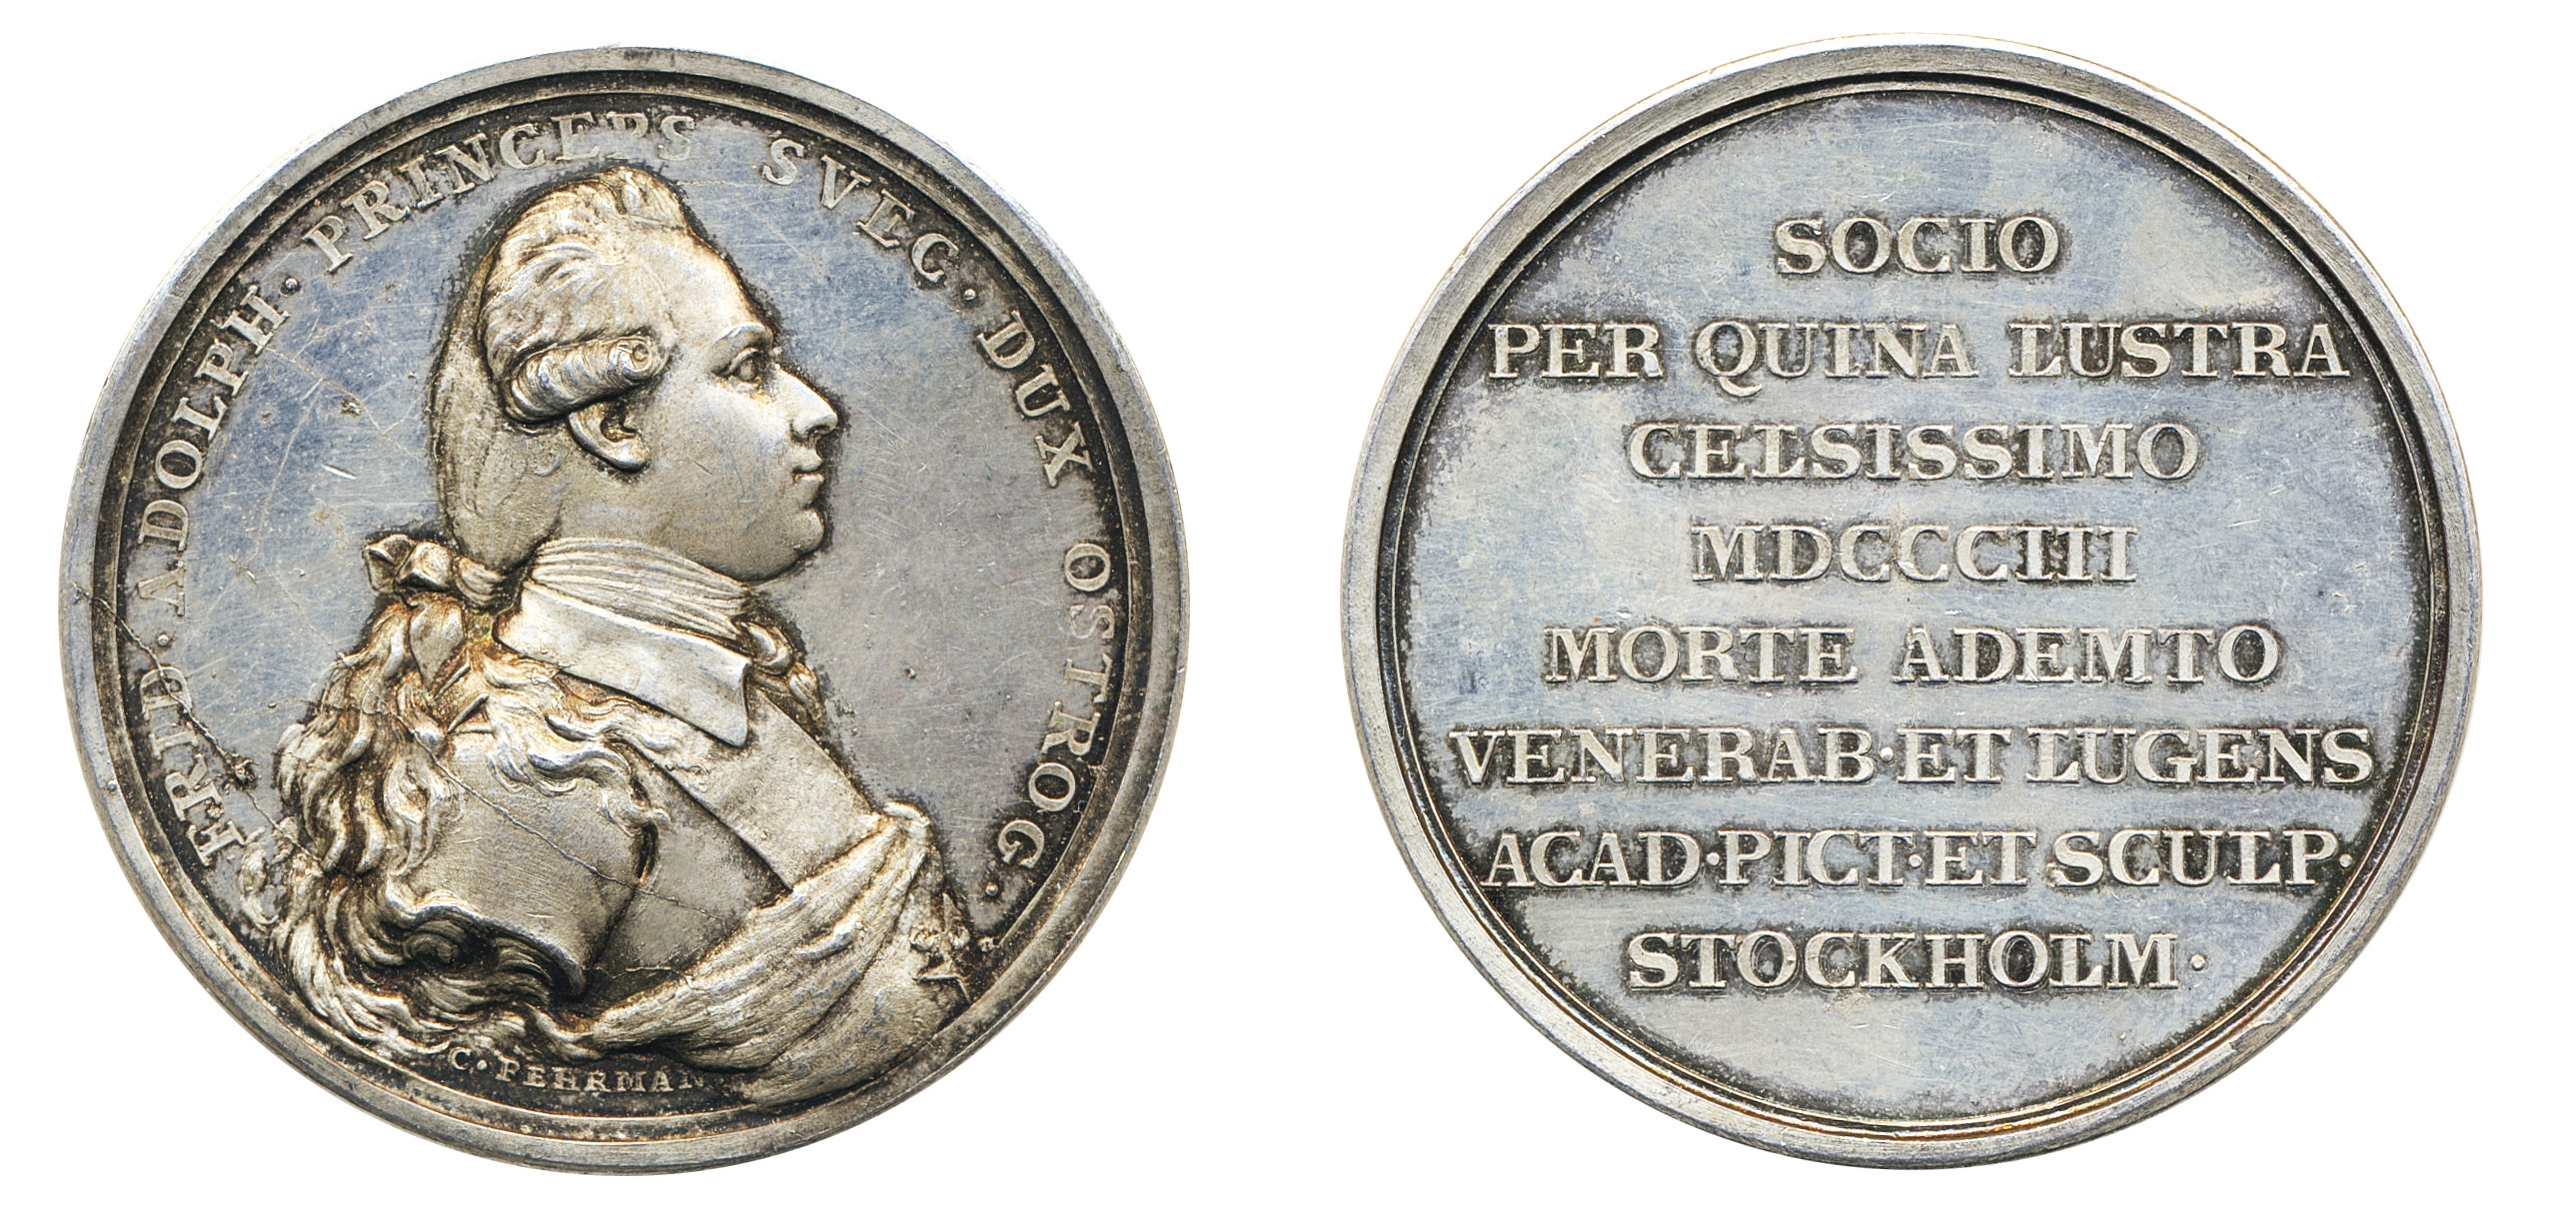 FRID · ADOLPH · PRINCEPS SVEC · DUX OSTROG ·
C · FEHRMAN
SOCIO
PER QUINA LUSTRA
CELSISSIMO
MDCCCIII
MORTE ADEMTO
VENERAB · ET LUGENS
ACAD · PICT · ET SCULP ·
STOCKHOLM ·